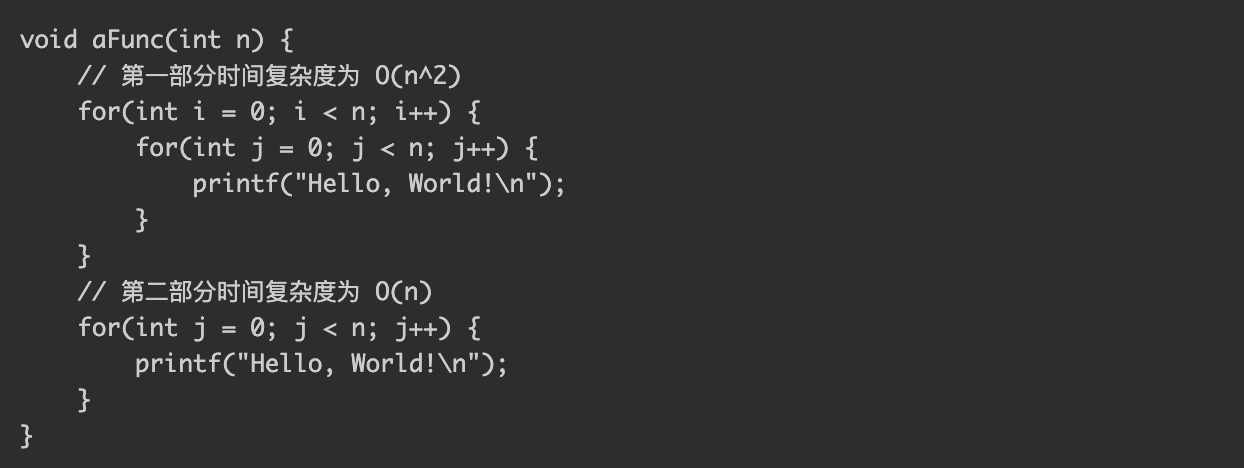 void aFunc(int n) {
    // 第一部分时间复杂度为 O(n^2)
    for(int i = 0; i < n; i++) {
        for(int j = 0; j < n; j++) {
            printf("Hello, World!\n");
        }
    }
    // 第二部分时间复杂度为 O(n)
    for(int j = 0; j < n; j++) {
        printf("Hello, World!\n");
    }
}